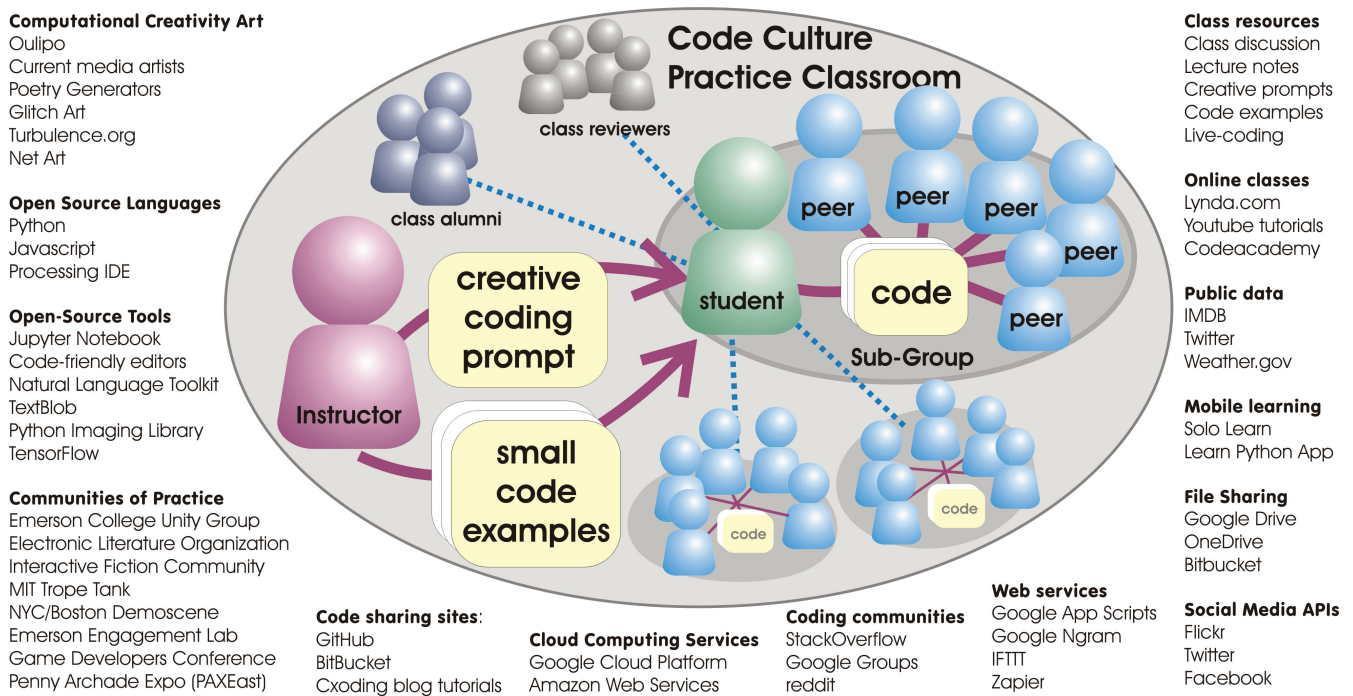 Computational Creativity Art
Oulipo
Current media artists
Poetry Generators
Glitch Art
Turbulence.org
Net Art
Open Source Languages
Python
Javascript
Processing IDE
Open-Source Tools
Jupyter Notebook
Code-friendly editors
Natural Language Toolkit
TextBlob
Python Imaging Library
TensorFlow
Communities of Practice
Emerson College Unity Group
Electronic Literature Organization
Interactive Fiction Community
MIT Trope Tank
NYC/Boston Demoscene
Emerson Engagement Lab
Game Developers Conference
Penny Archade Expo (PAXEast)
Code Culture
Practice Classroom
class reviewers
class alumni
Instructor
creative
coding
prompt
small
code
examples
student
peer
peer
peer
peer
peer
code
Sub-Group
code
code
Code sharing sites:
GitHub
BitBucket
Cxoding blog tutorials
Cloud Computing Services
Google Cloud Platform
Amazon Web Services
Coding communities
StackOverflow
Google Groups
reddit
Web services
Google App Scripts
Google Ngram
IFTTT
Zapier
Class resources
Class discussion
Lecture notes
Creative prompts
Code examples
Live-coding
Online classes
Lynda.com
Youtube tutorials
Codeacademy
Public data
IMDB
Twitter
Weather.gov
Mobile learning
Solo Learn
Learn Python App
File Sharing
Google Drive
OneDrive
Bitbucket
Social Media APIs
Flickr
Twitter
Facebook